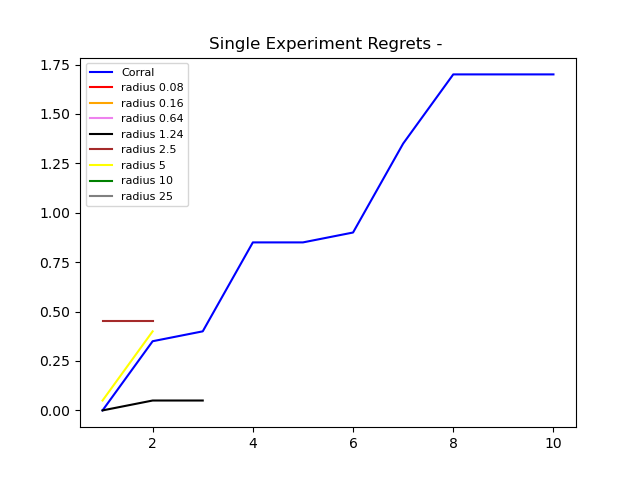 Single Experiment Regrets -
1.75
1.50
1.25
1.00
0.75
0.50
0.25
0.00
Corral
radius 0.08
radius 0.16
radius 0.64
radius 1.24
radius 2.5
radius 5
radius 10
radius 25
2 4 6 8 10